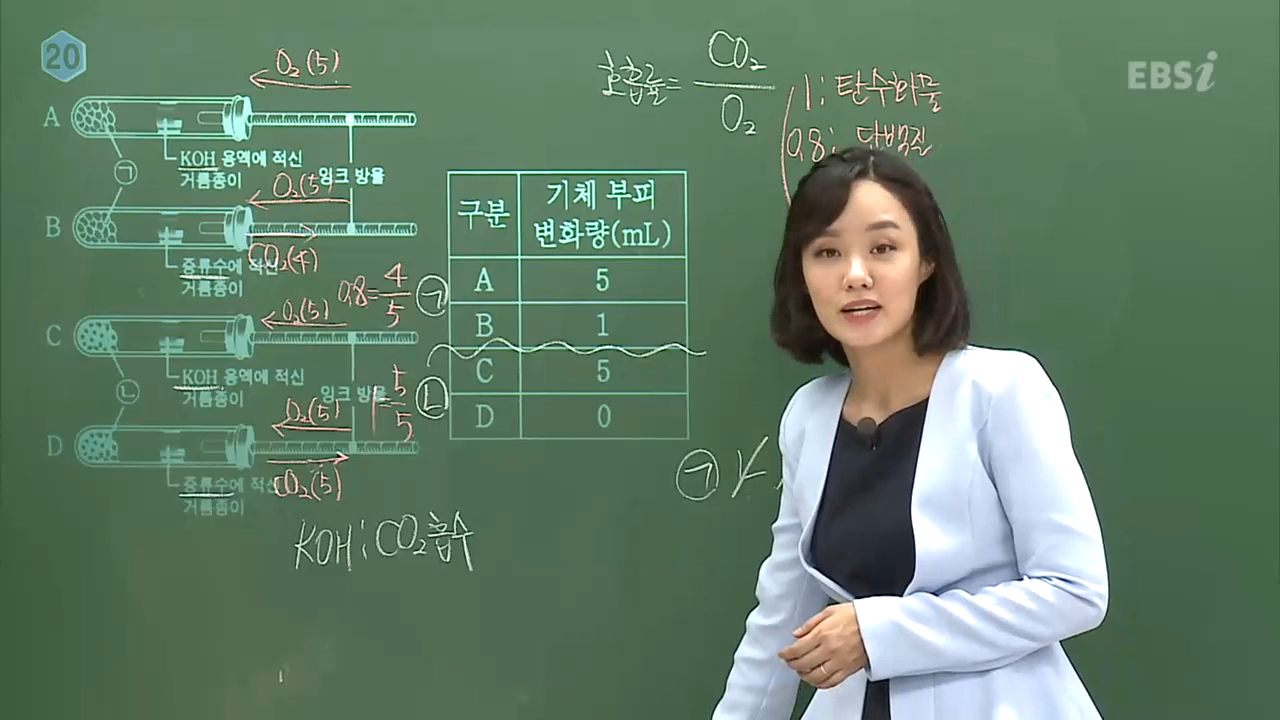 20
EBSi
O₂(5)
A
KOH 용액에 적신
거름종이
㉠
잉크 방울
O₂(5)
B
CO₂(4)
증류수에 적신
거름종이
0.8=4/5 ㉠
O₂(5)
C
KOH 용액에 적신
거름종이
㉡
잉크 방울
1=5/5 ㉡
O₂(5)
D
CO₂(5)
증류수에 적신
거름종이
KOH : CO₂ 흡수
구분 기체 부피 변화량(mL)
A 5
B 1
C 5
D 0
호흡률= CO₂/O₂
1 : 탄수화물
0.8 : 단백질
㉠